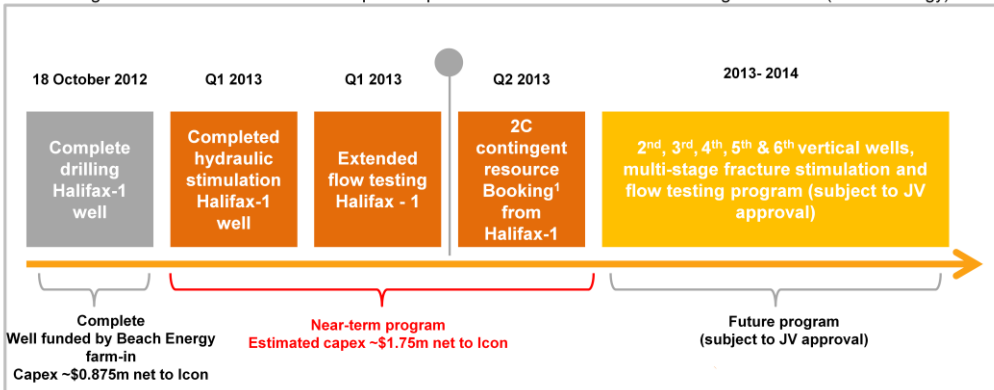 18 October 2012
Q1 2013
Q1 2013
Q2 2013
2013- 2014
Complete
drilling
Halifax-1
well
Completed
hydraulic
stimulation
Halifax-1
well
Extended
flow testing
Halifax - 1
2C
contingent
resource
Booking¹
from
Halifax-1
2nd, 3rd, 4th, 5th & 6th vertical wells,
multi-stage fracture stimulation and
flow testing program (subject to JV
approval)
Complete
Well funded by Beach Energy
farm-in
Capex ~$0.875m net to Icon
Near-term program
Estimated capex ~$1.75m net to Icon
Future program
(subject to JV approval)